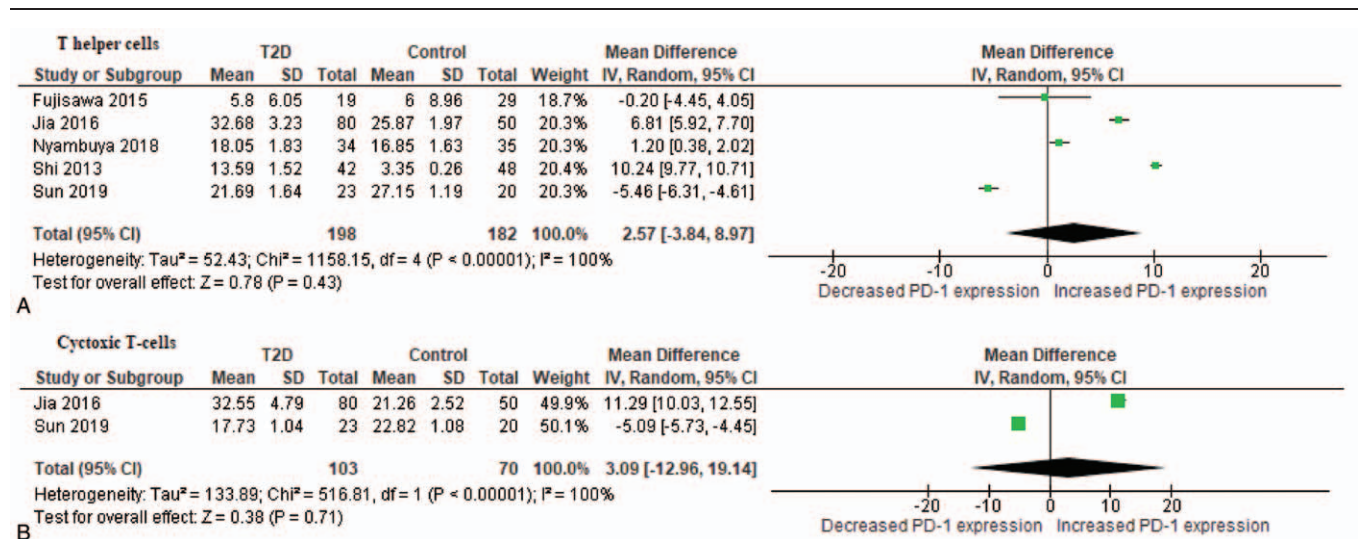 T helper cells
T2D Control Mean Difference Mean Difference
Study or Subgroup Mean SD Total Mean SD Total Weight IV, Random, 95% CI IV, Random, 95% CI
Fujisawa 2015 5.8 6.05 19 6 8.96 29 18.7% -0.20 [-4.45, 4.05]
Jia 2016 32.68 3.23 80 25.87 1.97 50 20.3% 6.81 [5.92, 7.70]
Nyambuya 2018 18.05 1.83 34 16.85 1.63 35 20.3% 1.20 [0.38, 2.02]
Shi 2013 13.59 1.52 42 3.35 0.26 48 20.4% 10.24 [9.77, 10.71]
Sun 2019 21.69 1.64 23 27.15 1.19 20 20.3% -5.46 [-6.31, -4.61]
Total (95% CI) 198 182 100.0% 2.57 [-3.84, 8.97]
Heterogeneity: Tau² = 52.43; Chi² = 1158.15, df = 4 (P < 0.00001); I² = 100%
Test for overall effect: Z = 0.78 (P = 0.43)
-20 -10 0 10 20
Decreased PD-1 expression Increased PD-1 expression
A
Cyctoxic T-cells
T2D Control Mean Difference Mean Difference
Study or Subgroup Mean SD Total Mean SD Total Weight IV, Random, 95% CI IV, Random, 95% CI
Jia 2016 32.55 4.79 80 21.26 2.52 50 49.9% 11.29 [10.03, 12.55]
Sun 2019 17.73 1.04 23 22.82 1.08 20 50.1% -5.09 [-5.73, -4.45]
Total (95% CI) 103 70 100.0% 3.09 [-12.96, 19.14]
Heterogeneity: Tau² = 133.89; Chi² = 516.81, df = 1 (P < 0.00001); I² = 100%
Test for overall effect: Z = 0.38 (P = 0.71)
-20 -10 0 10 20
Decreased PD-1 expression Increased PD-1 expression
B